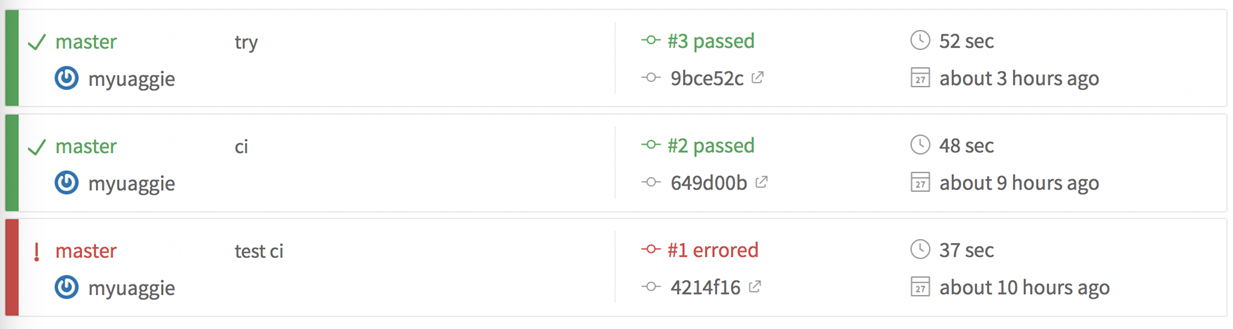 master try #3 passed 52 sec
myuaggie 9bce52c 27 about 3 hours ago
master ci #2 passed 48 sec
myuaggie 649d00b 27 about 9 hours ago
! master test ci #1 errored 37 sec
myuaggie 4214f16 27 about 10 hours ago